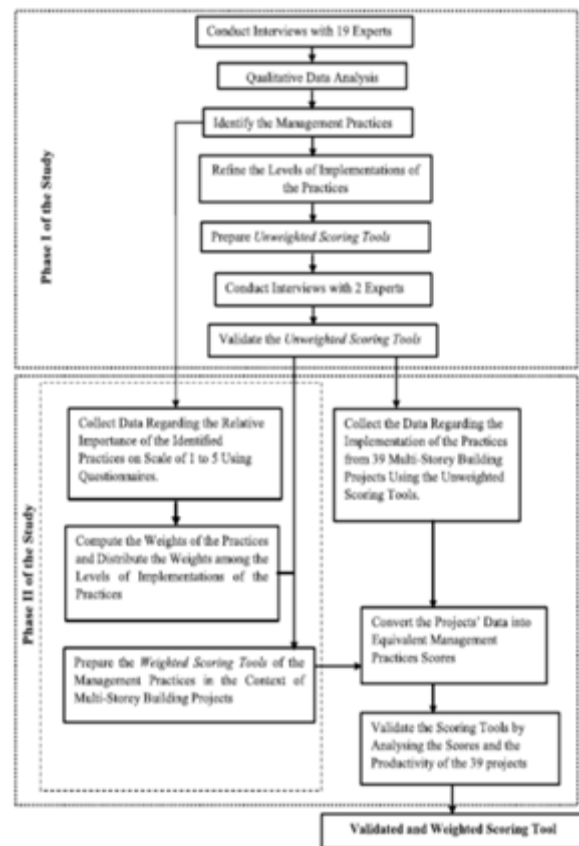 Conduct Interviews with 19 Experts
Qualitative Data Analysis
Identify the Management Practices
Refine the Levels of Implementations of
the Practices
Prepare Unweighted Scoring Tools
Conduct Interviews with 2 Experts
Validate the Unweighted Scoring Tools
Phase I of the Study
Collect Data Regarding the Relative
Importance of the Identified
Practices on Scale of 1 to 5 Using
Questionnaires.
Compute the Weights of the Practices
and Distribute the Weights among the
Levels of Implementations of the
Practices
Prepare the Weighted Scoring Tools of the
Management Practices in the Context of
Multi-Storey Building Projects
Collect the Data Regarding the
Implementation of the Practices
from 39 Multi-Storey Building
Projects Using the Unweighted
Scoring Tools.
Convert the Projects' Data into
Equivalent Management
Practices Scores
Validate the Scoring Tools by
Analysing the Scores and the
Productivity of the 39 projects
Phase II of the Study
Validated and Weighted Scoring Tool